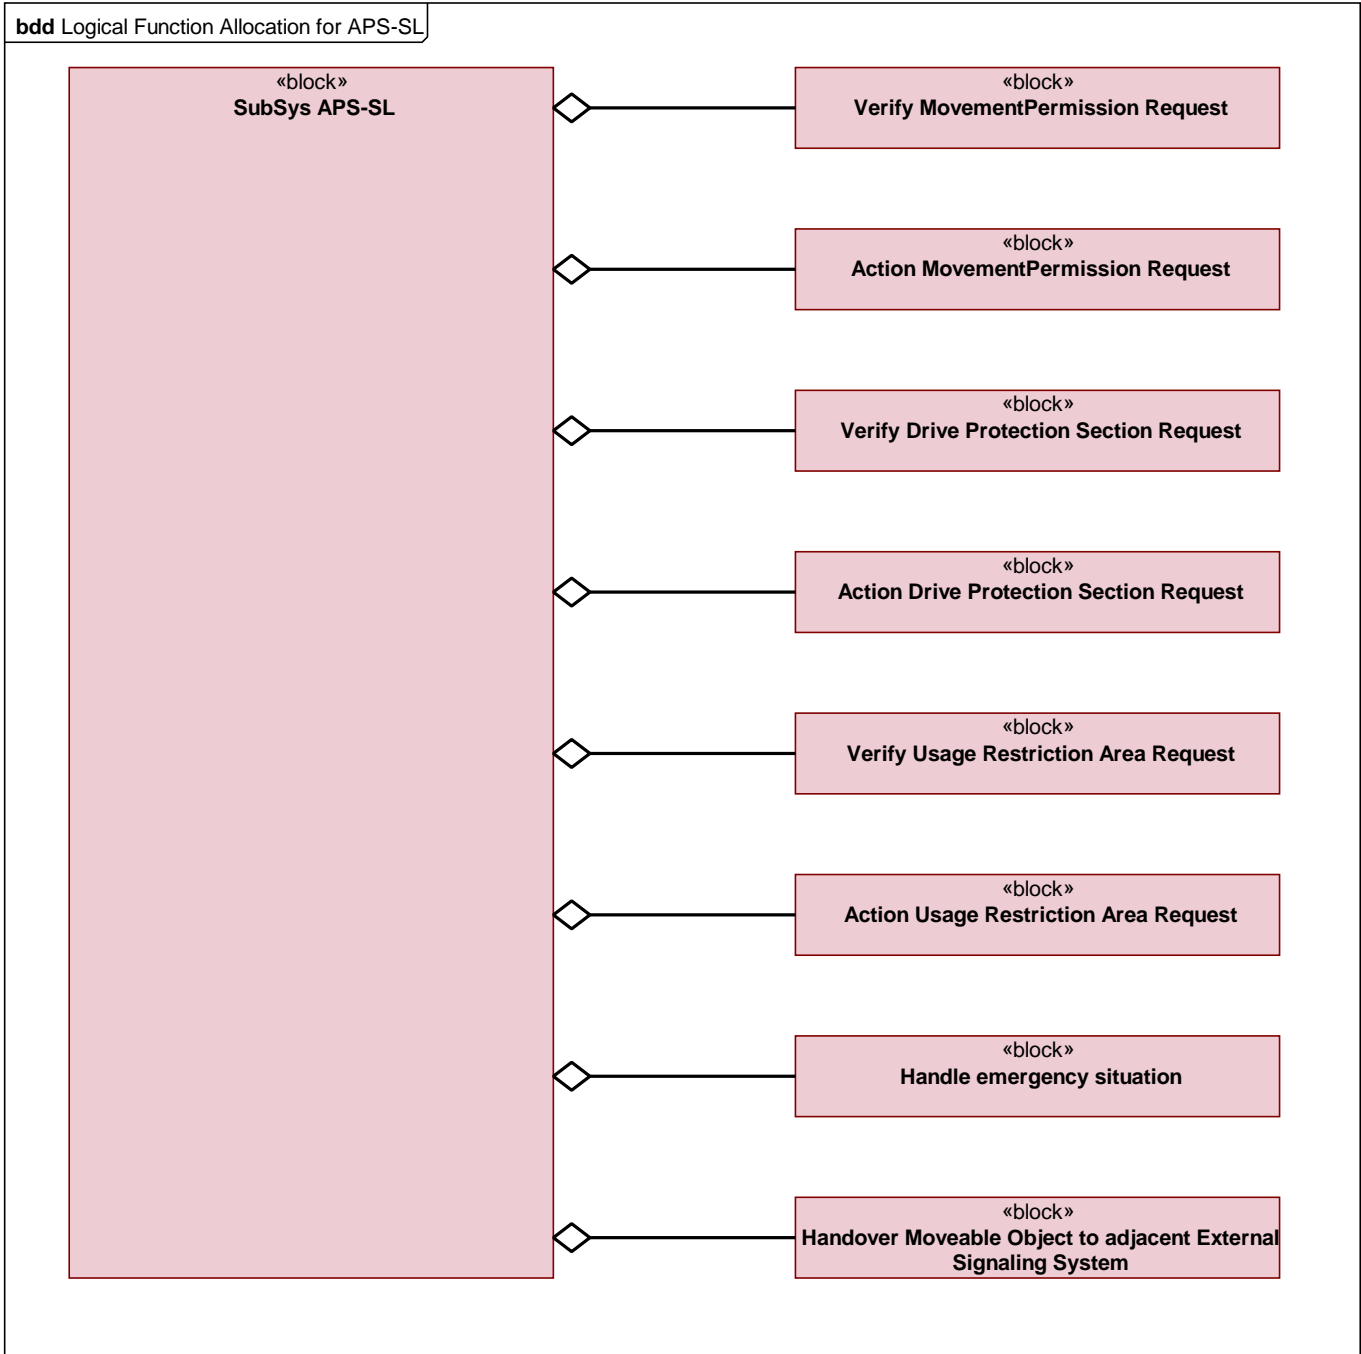 bdd Logical Function Allocation for APS-SL
«block»
SubSys APS-SL
«block»
Verify MovementPermission Request
«block»
Action MovementPermission Request
«block»
Verify Drive Protection Section Request
«block»
Action Drive Protection Section Request
«block»
Verify Usage Restriction Area Request
«block»
Action Usage Restriction Area Request
«block»
Handle emergency situation
«block»
Handover Moveable Object to adjacent External
Signaling System